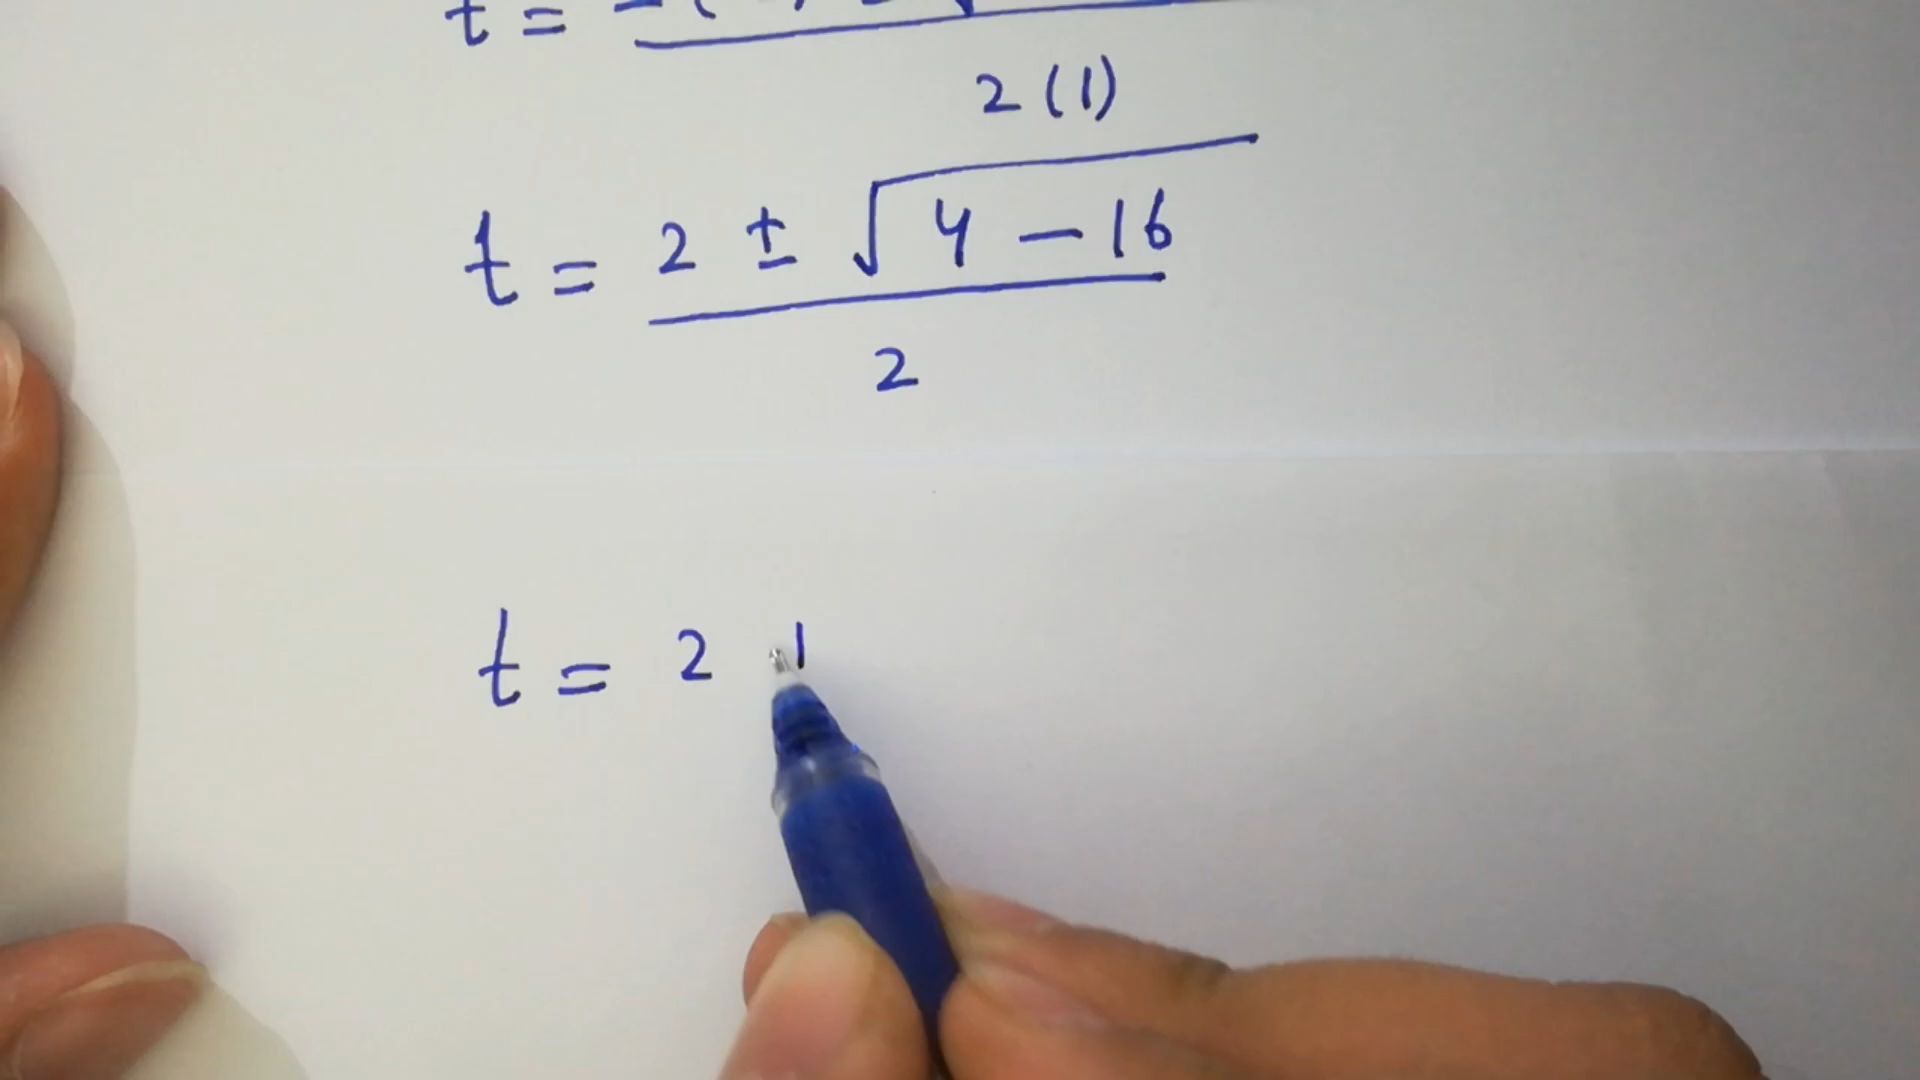 t =
2 (1)
t = 2 ± √4 - 16
2
t = 2